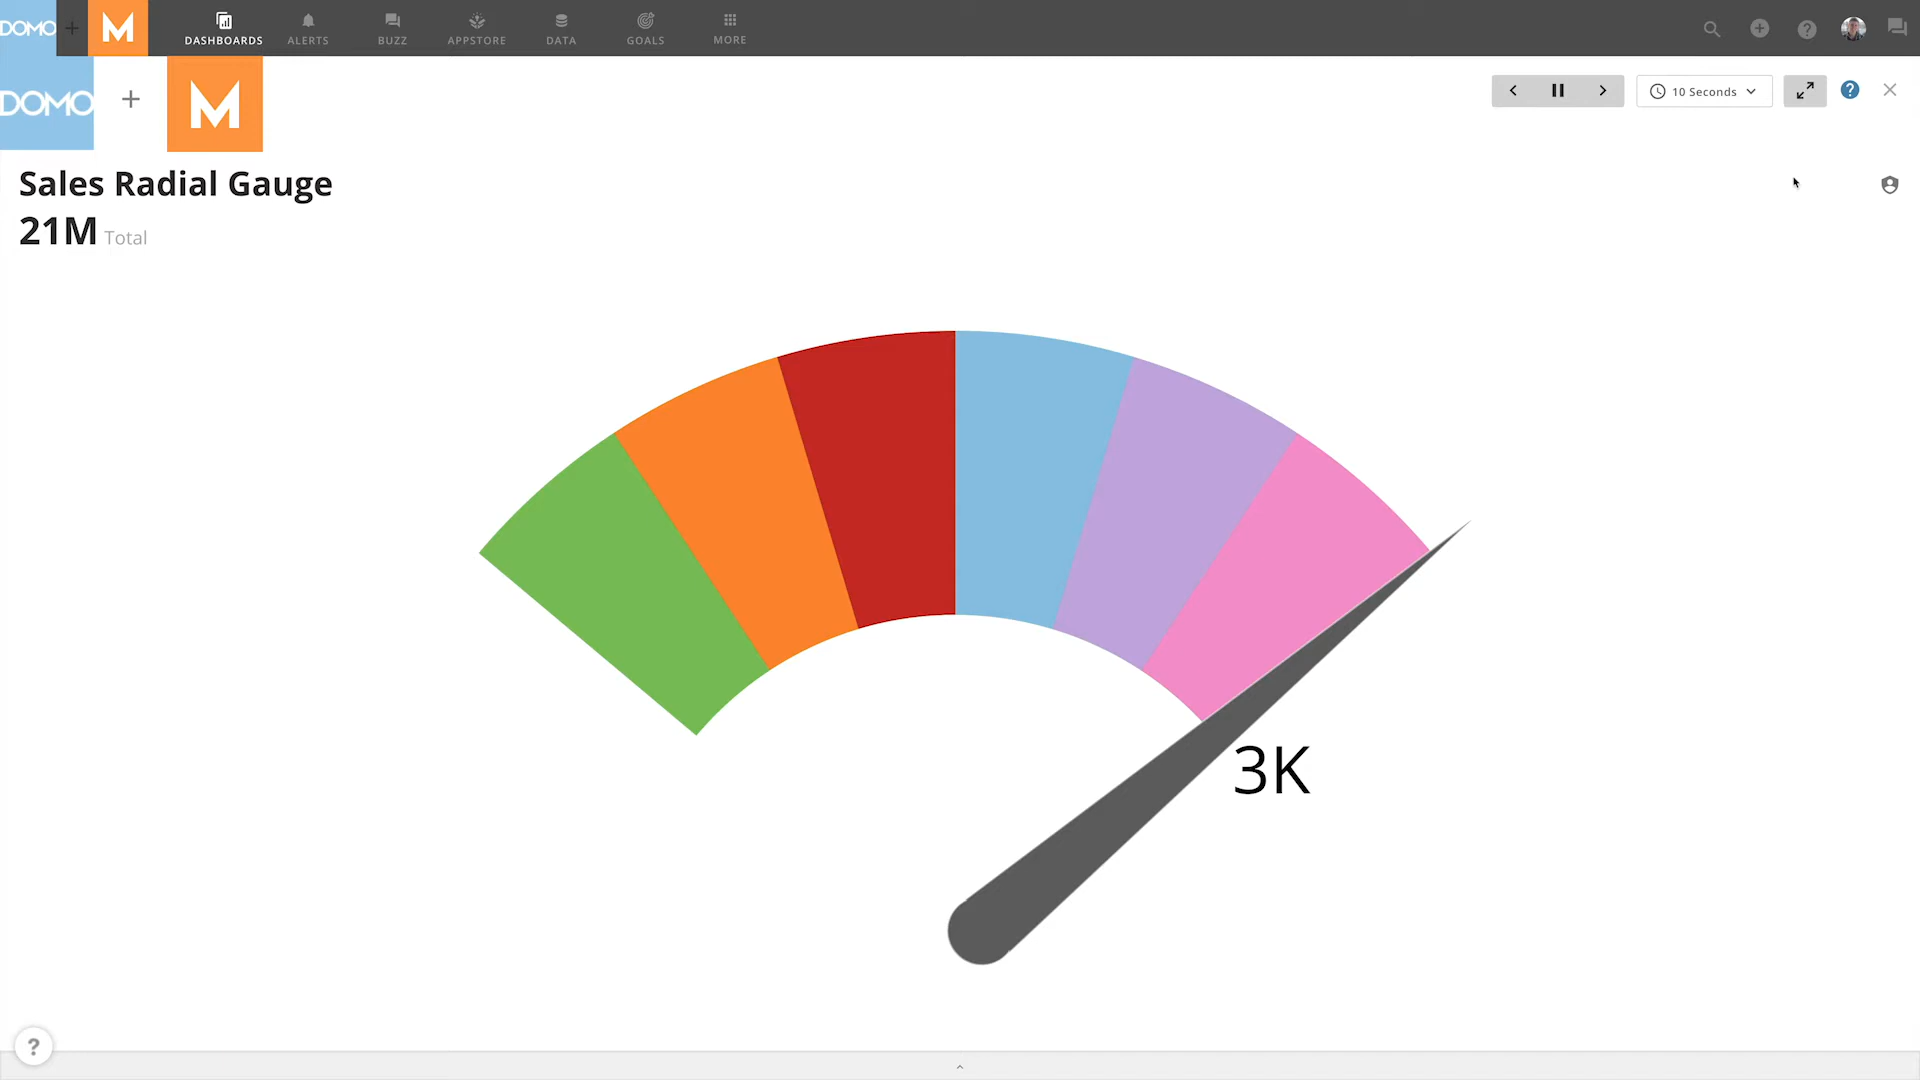 DOMO + M
DASHBOARDS
ALERTS
BUZZ
APPSTORE
DATA
GOALS
MORE
DOMO + M
10 Seconds
?
Sales Radial Gauge
21M Total
3K
?